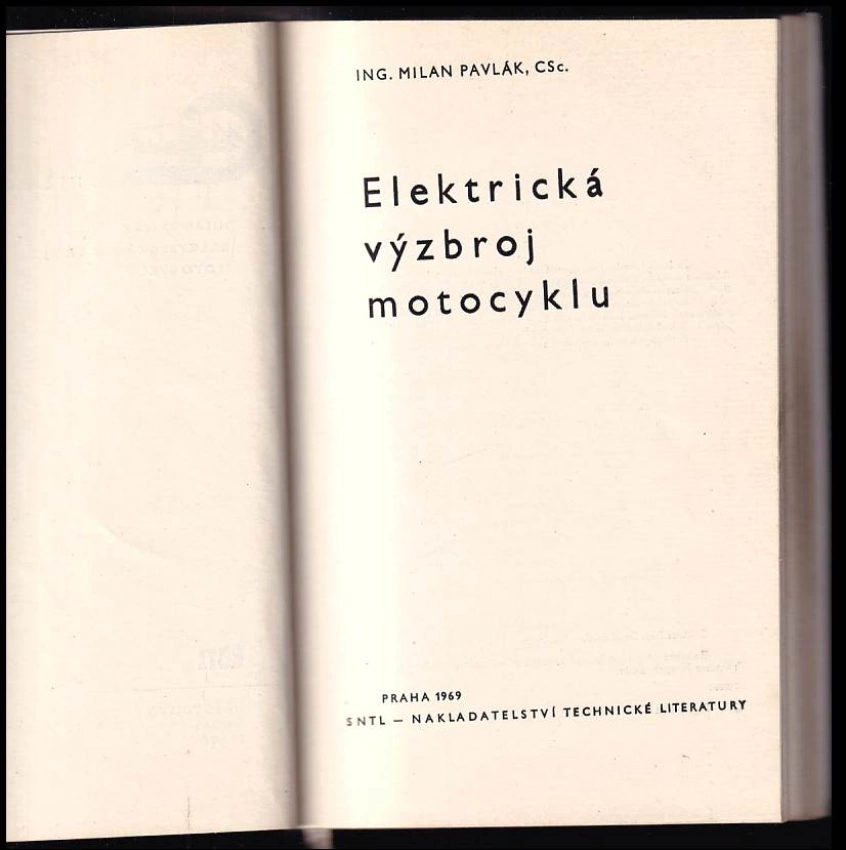 ING. MILAN PAVLÁK, CSc.
Elektrická
výzbroj
motocyklu
PRAHA 1969
SNTL — NAKLADATELSTVÍ TECHNICKÉ LITERATURY